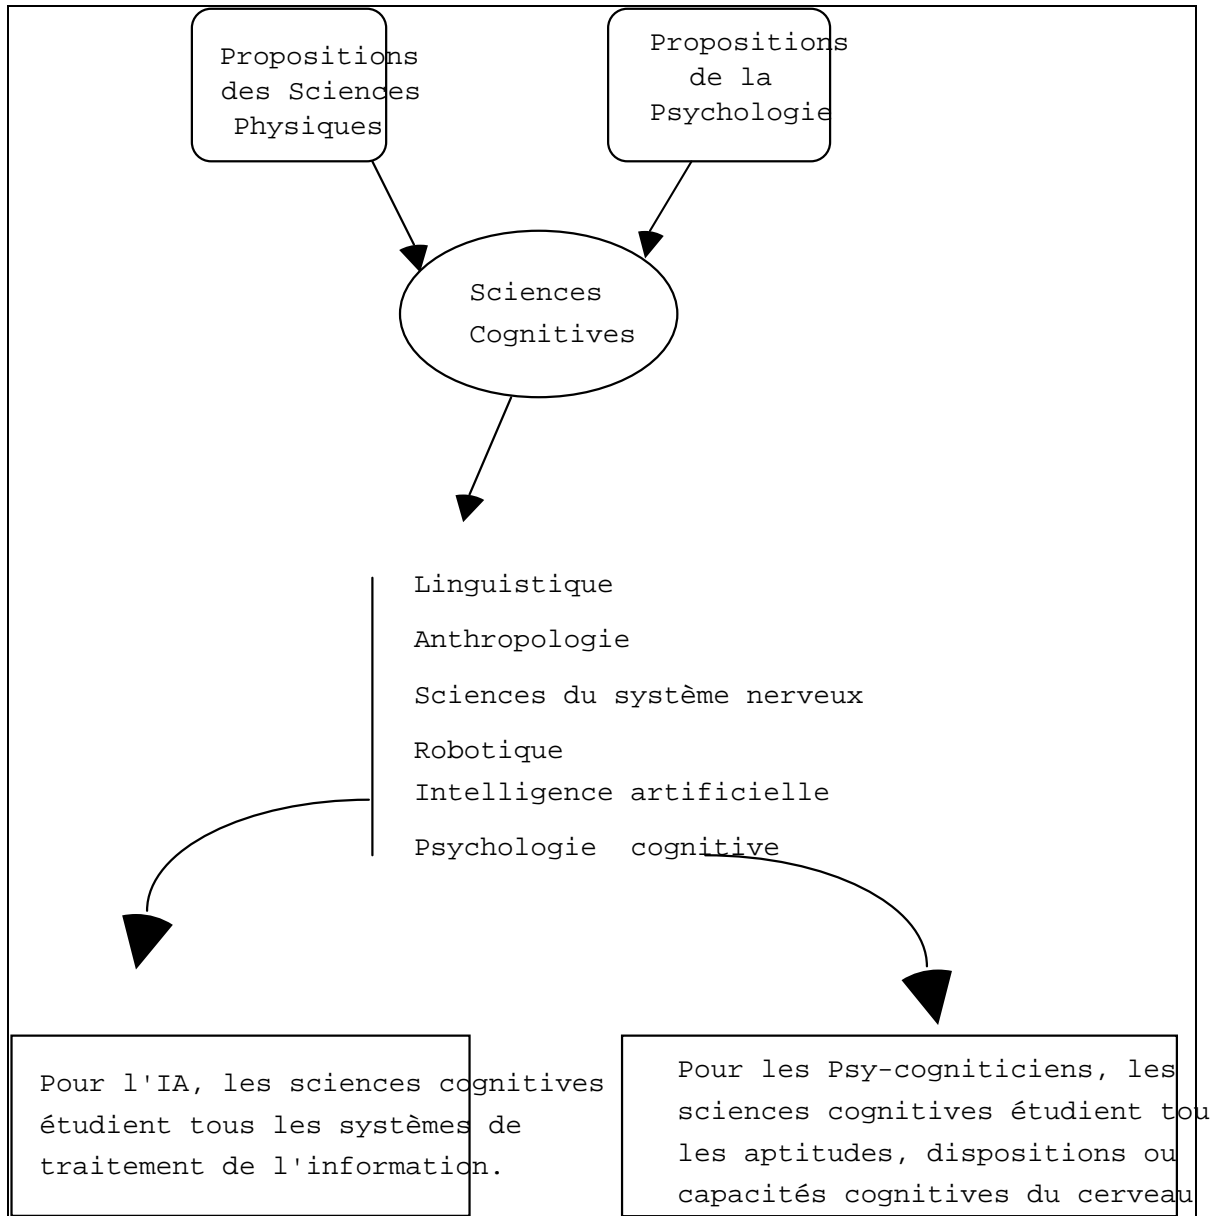 Propositions
des Sciences
Physiques
Propositions
de la
Psychologie
Sciences
Cognitives
Linguistique
Anthropologie
Sciences du système nerveux
Robotique
Intelligence artificielle
Psychologie cognitive
Pour l'IA, les sciences cognitives
étudient tous les systèmes de
traitement de l'information.
Pour les Psy-cogniticiens, les
sciences cognitives étudient tou
les aptitudes, dispositions ou
capacités cognitives du cerveau